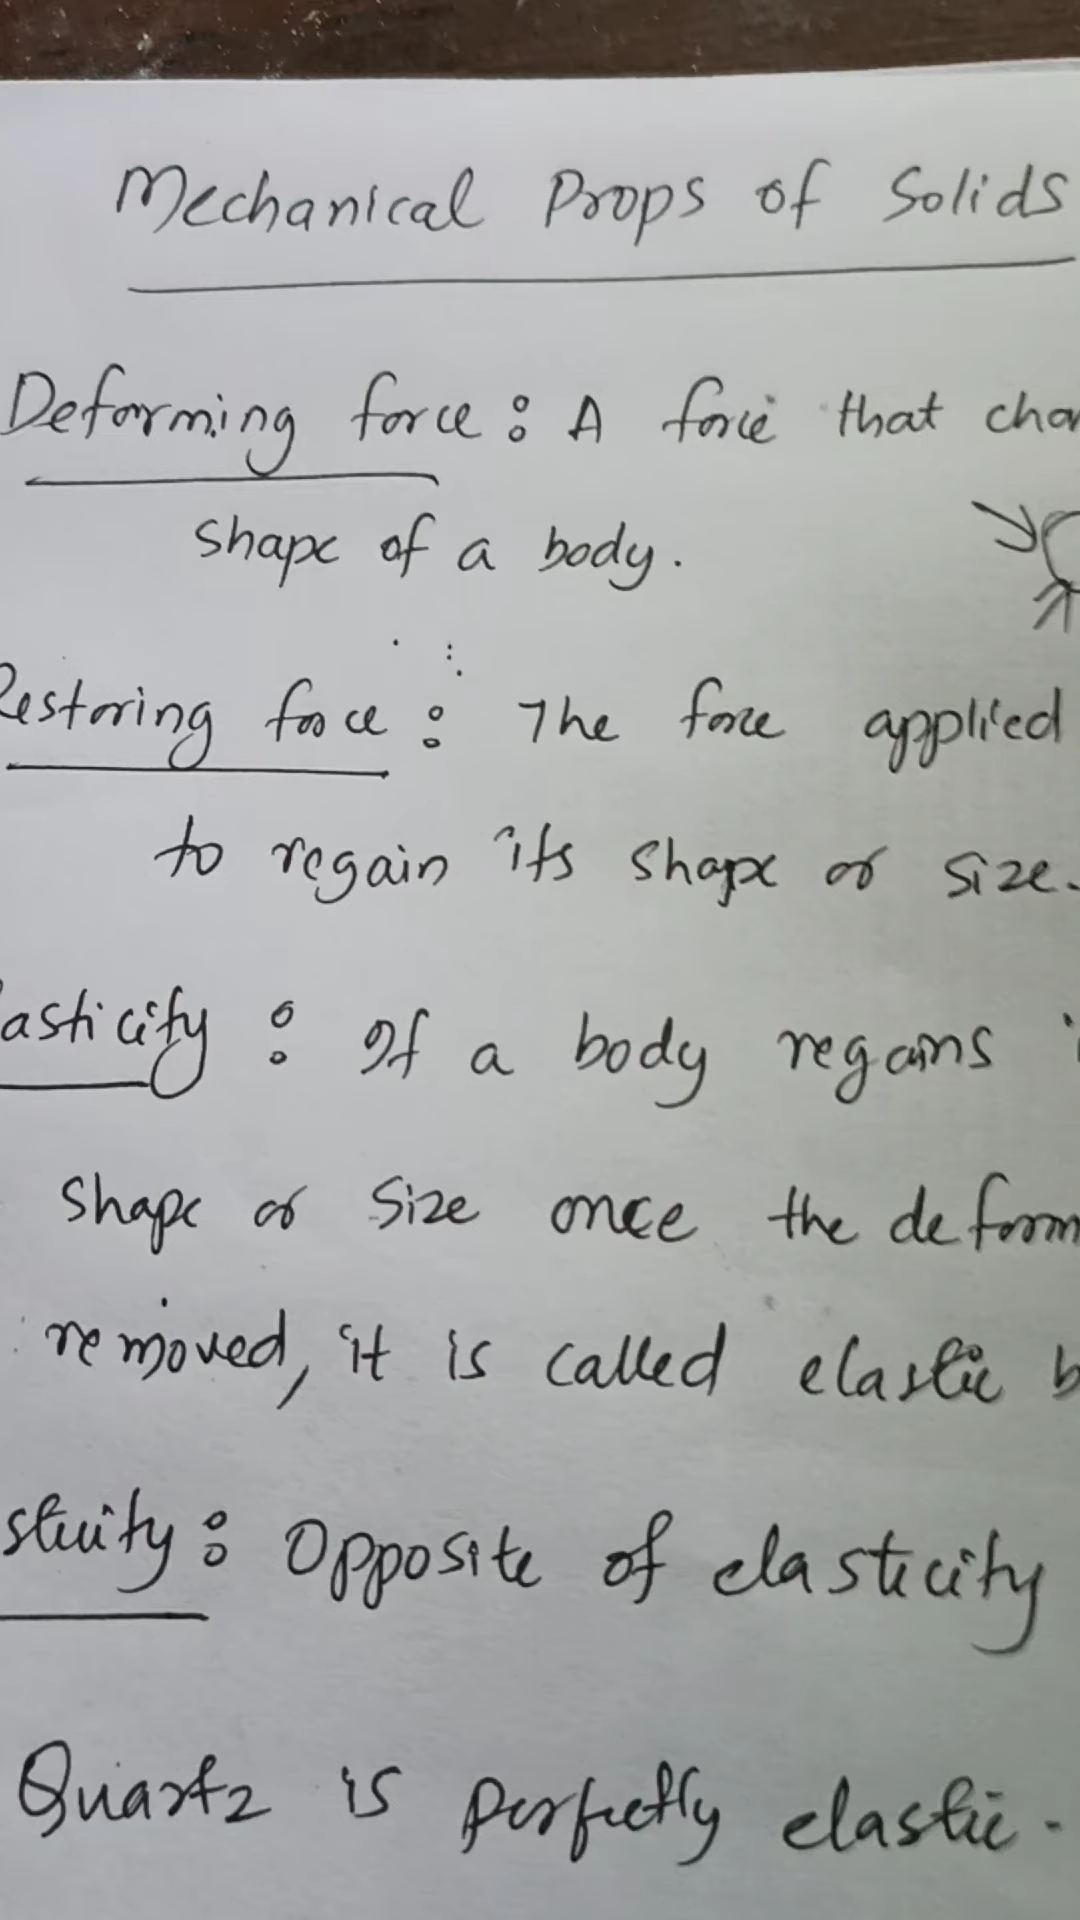 Mechanical Props of Solids
Deforming force : A force that
shape of a body.
Restoring force : The force applied
to regain its shape or size.
asticity : If a body regains
shape or size once the deform
removed, it is called elastic b
sticity : Opposite of elasticity
Quartz is perfectly elastic.